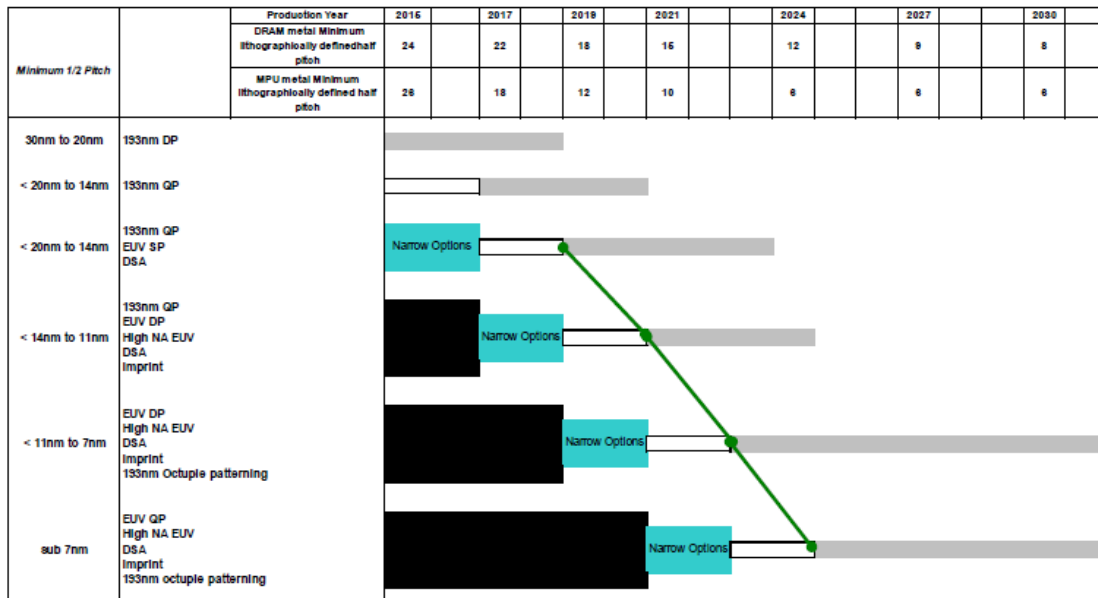 Minimum 1/2 Pitch
Production Year 2015 2017 2019 2021 2024 2027 2030
DRAM metal Minimum
lithographically definedhalf
pitch
24 22 18 15 12 9 8
MPU metal Minimum
lithographically defined half
pitch
28 18 12 10 6 6 6
30nm to 20nm 193nm DP
< 20nm to 14nm 193nm QP
< 20nm to 14nm
193nm QP
EUV SP
DSA
Narrow Options
< 14nm to 11nm
193nm QP
EUV DP
High NA EUV
DSA
Imprint
Narrow Options
< 11nm to 7nm
EUV DP
High NA EUV
DSA
Imprint
193nm Octuple patterning
Narrow Options
sub 7nm
EUV QP
High NA EUV
DSA
Imprint
193nm octuple patterning
Narrow Options